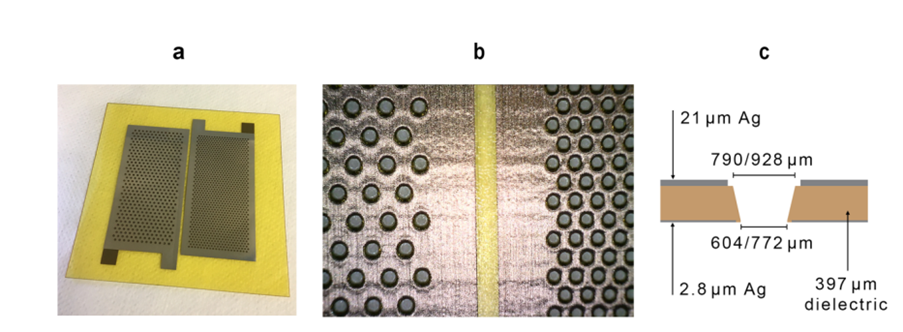 a
b
c
21 µm Ag
790/928 µm
604/772 µm
2.8 µm Ag
397 µm
dielectric